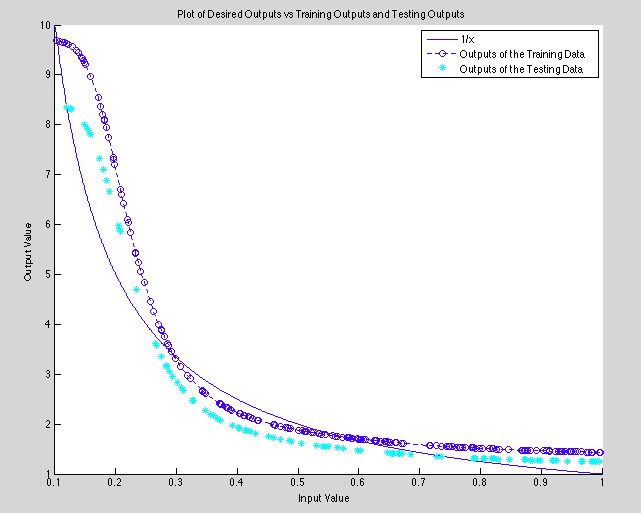 Plot of Desired Outputs vs Training Outputs and Testing Outputs
1/x
Outputs of the Training Data
Outputs of the Testing Data
Output Value
10
9
8
7
6
5
4
3
2
1
0.1 0.2 0.3 0.4 0.5 0.6 0.7 0.8 0.9 1
Input Value